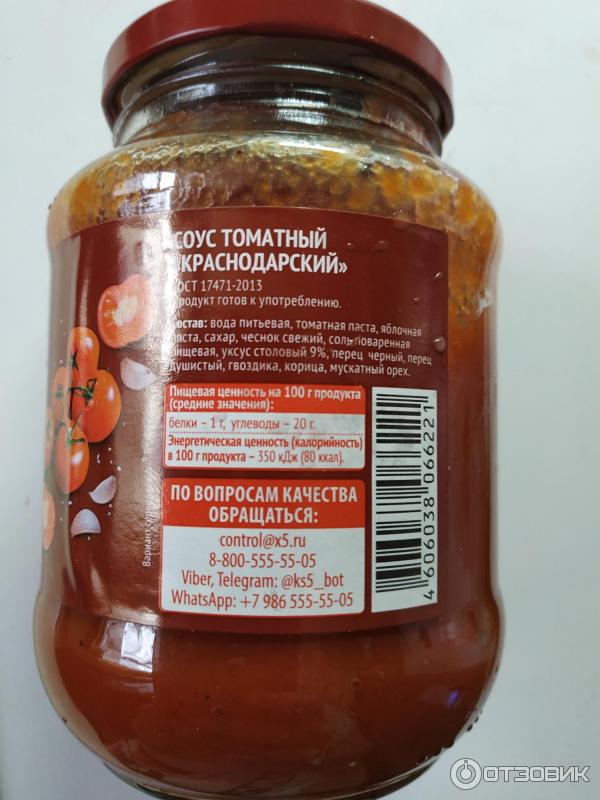 СОУС ТОМАТНЫЙ
«КРАСНОДАРСКИЙ»
ГОСТ 17471-2013
Продукт готов к употреблению.
Состав: вода питьевая, томатная паста, яблочная
паста, сахар, чеснок свежий, соль поваренная
пищевая, уксус столовый 9%, перец черный, перец
душистый, гвоздика, корица, мускатный орех.
Пищевая ценность на 100 г продукта
(средние значения):
белки – 1 г, углеводы – 20 г.
Энергетическая ценность (калорийность)
в 100 г продукта – 350 кДж (80 ккал).
ПО ВОПРОСАМ КАЧЕСТВА
ОБРАЩАТЬСЯ:
control@x5.ru
8-800-555-55-05
Viber, Telegram: @ks5_bot
WhatsApp: +7 986 555-55-05
4 606038 066221
Вариант
ОТЗОВИК